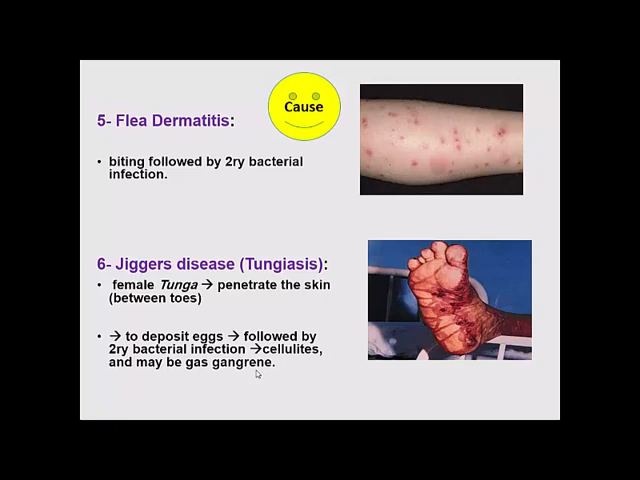 Cause
5- Flea Dermatitis:
• biting followed by 2ry bacterial
infection.
6- Jiggers disease (Tungiasis):
• female Tunga → penetrate the skin
(between toes)
• → to deposit eggs → followed by
2ry bacterial infection →cellulites,
and may be gas gangrene.